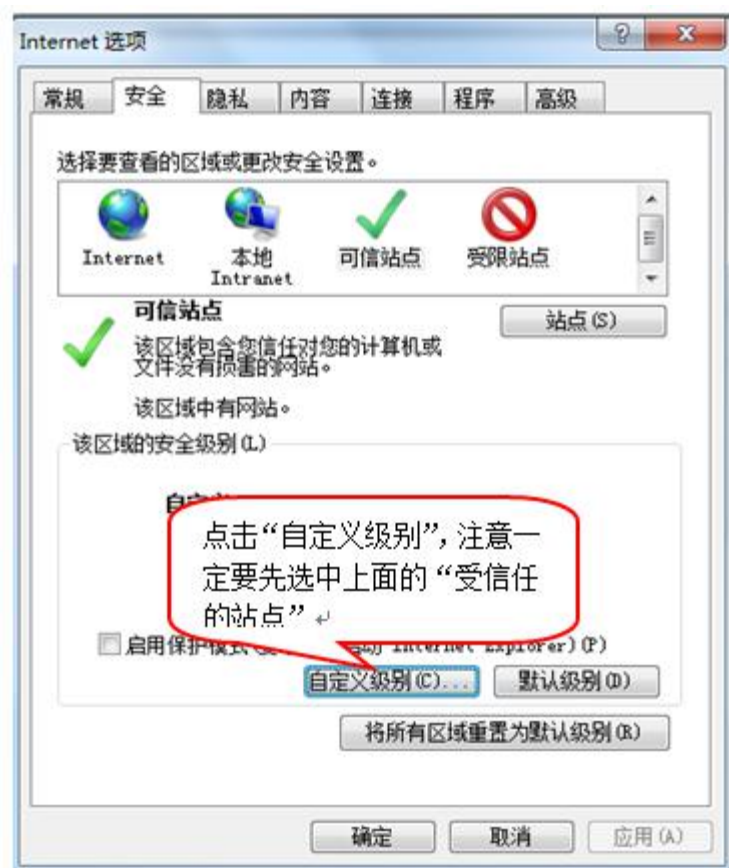 Internet 选项
常规 安全 隐私 内容 连接 程序 高级
选择要查看的区域或更改安全设置。
Internet 本地 Intranet 可信站点 受限站点
可信站点
站点(S)
该区域包含您信任对您的计算机或
文件没有损害的网站。
该区域中有网站。
该区域的安全级别(L)
点击“自定义级别”,注意一
定要先选中上面的“受信任
的站点”
启用保护模式 Internet Explorer)(P)
自定义级别(C)... 默认级别(D)
将所有区域重置为默认级别(R)
确定 取消 应用(A)